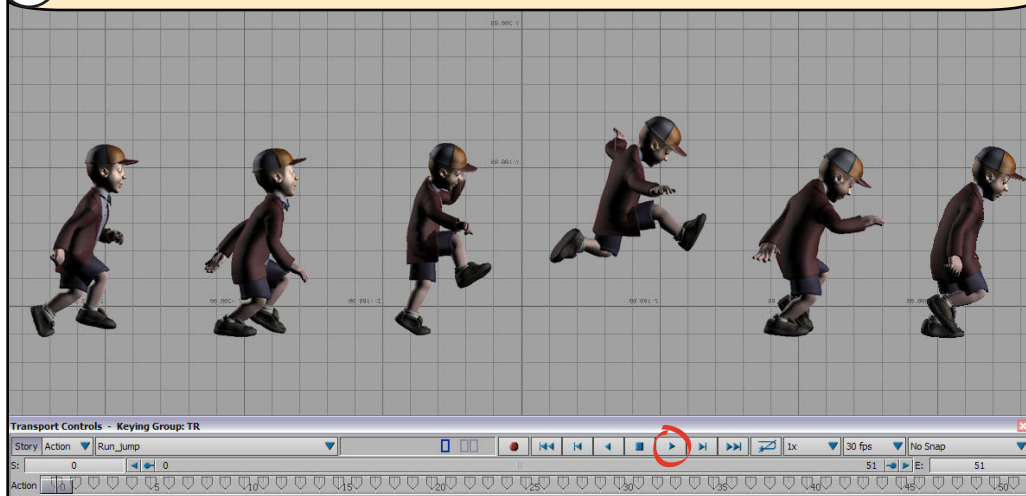 Transport Controls - Keying Group: TR
Story Action Run_jump 1x 30 fps No Snap
S: 0 0 51 E: 51
Action 0 5 10 15 20 25 30 35 40 45 50